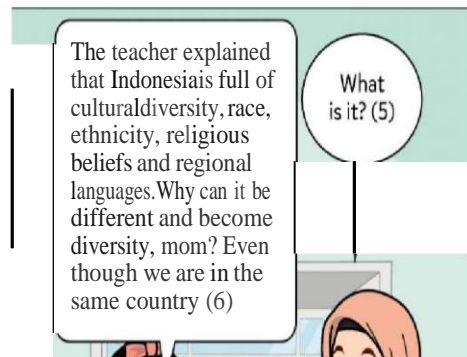 The teacher explained
that Indonesiais full of
culturaldiversity, race,
ethnicity, religious
beliefs and regional
languages.Why can it be
different and become
diversity, mom? Even
though we are in the
same country (6)
What
is it? (5)